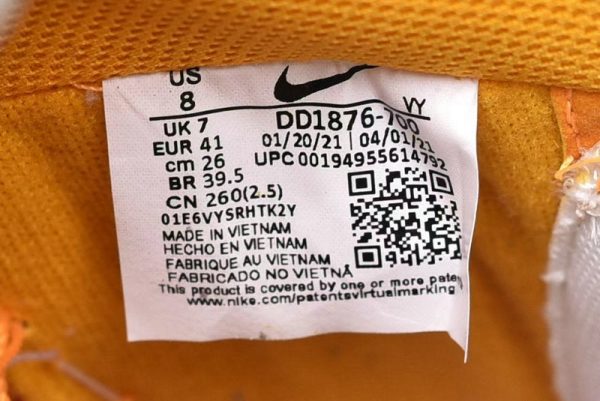 US
8
VY
UK 7
DD1876-700
EUR 41
01/20/21 | 04/01/21
cm 26
UPC 00194955614792
BR 39.5
CN 260(2.5)
01E6VYSRHTK2Y
MADE IN VIETNAM
HECHO EN VIETNAM
FABRIQUE AU VIETNAM
FABRICADO NO VIETNÃ
This product is covered by one or more
www.nike.com/patentsvirtualmarking